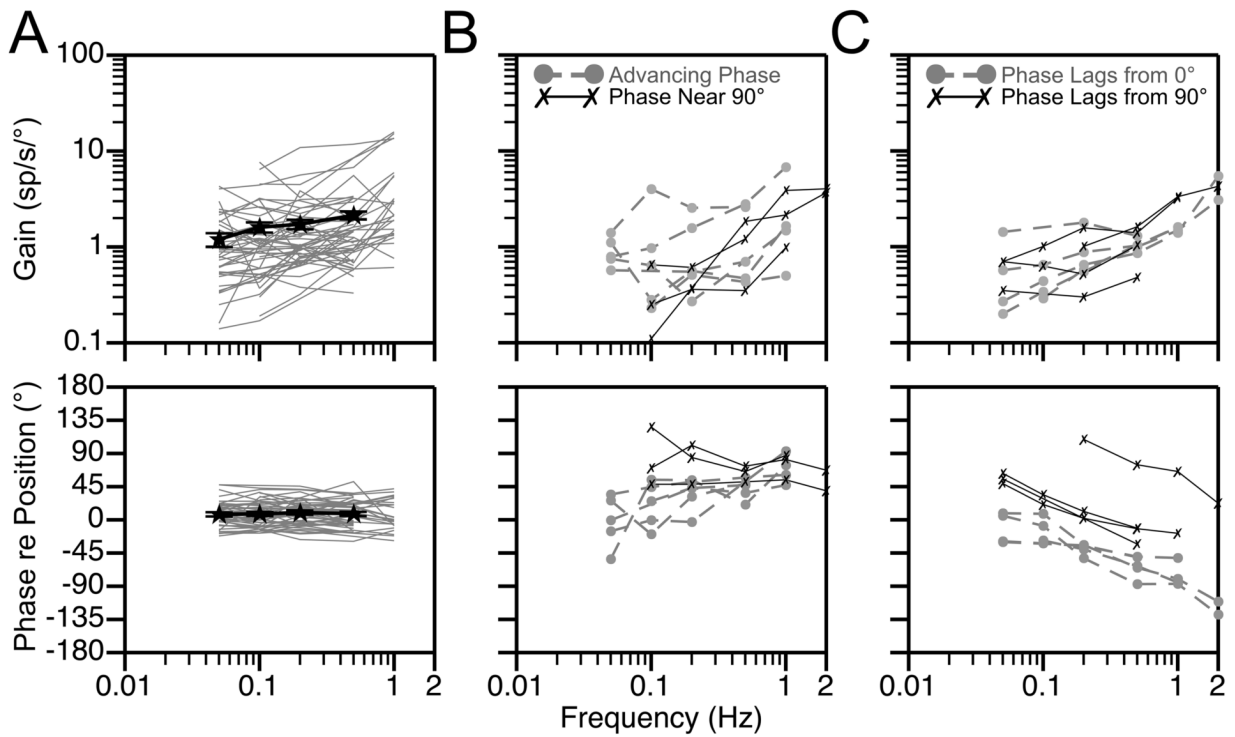 A
B
C
Gain (sp/s/°)
100
10
1
0.1
Advancing Phase
Phase Near 90°
Phase Lags from 0°
Phase Lags from 90°
Phase re Position (°)
180
135
90
45
0
-45
-90
-135
-180
0.01
0.1
1
2
0.01
0.1
1
2
0.01
0.1
1
2
Frequency (Hz)